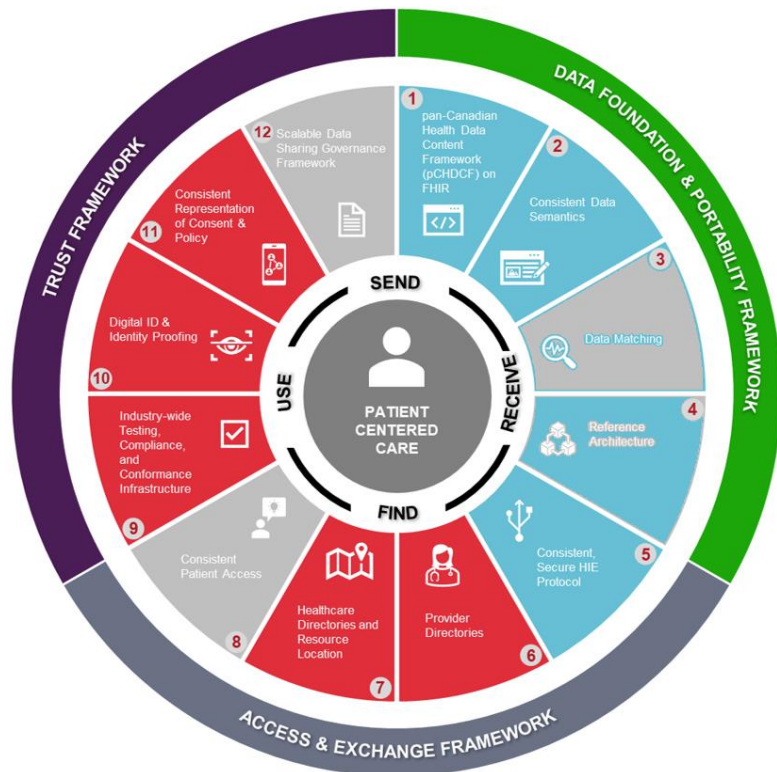 TRUST FRAMEWORK
DATA FOUNDATION & PORTABILITY FRAMEWORK
ACCESS & EXCHANGE FRAMEWORK
1
pan-Canadian
Health Data
Content
Framework
(pCHDCF) on
FHIR
</>
2
Consistent Data
Semantics
3
Data Matching
4
Reference
Architecture
5
Consistent,
Secure HIE
Protocol
6
Provider
Directories
7
Healthcare
Directories and
Resource
Location
8
Consistent
Patient Access
9
Industry-wide
Testing,
Compliance,
and
Conformance
Infrastructure
10
Digital ID &
Identity Proofing
11
Consistent
Representation
of Consent &
Policy
12
Scalable Data
Sharing Governance
Framework
SEND
RECEIVE
FIND
USE
PATIENT
CENTERED
CARE